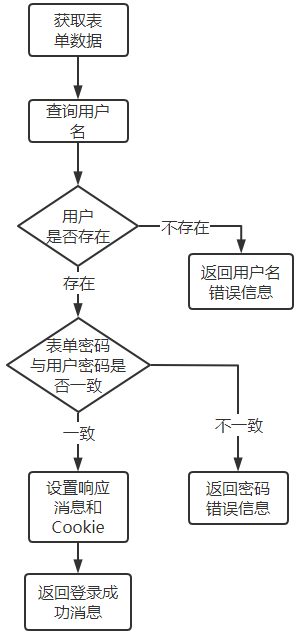 获取表
单数据
查询用户
名
用户
是否存在
不存在
返回用户名
错误信息
存在
表单密码
与用户密码是
否一致
一致
不一致
设置响应
消息和
Cookie
返回密码
错误信息
返回登录成
功消息